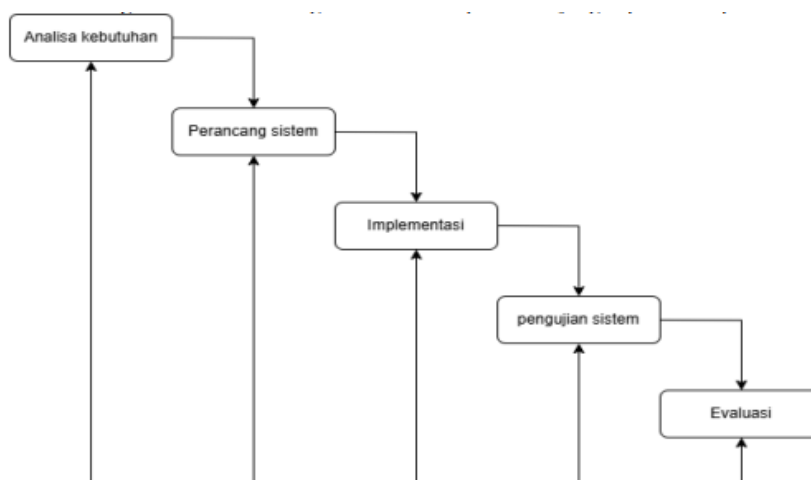 Analisa kebutuhan
Perancang sistem
Implementasi
pengujian sistem
Evaluasi